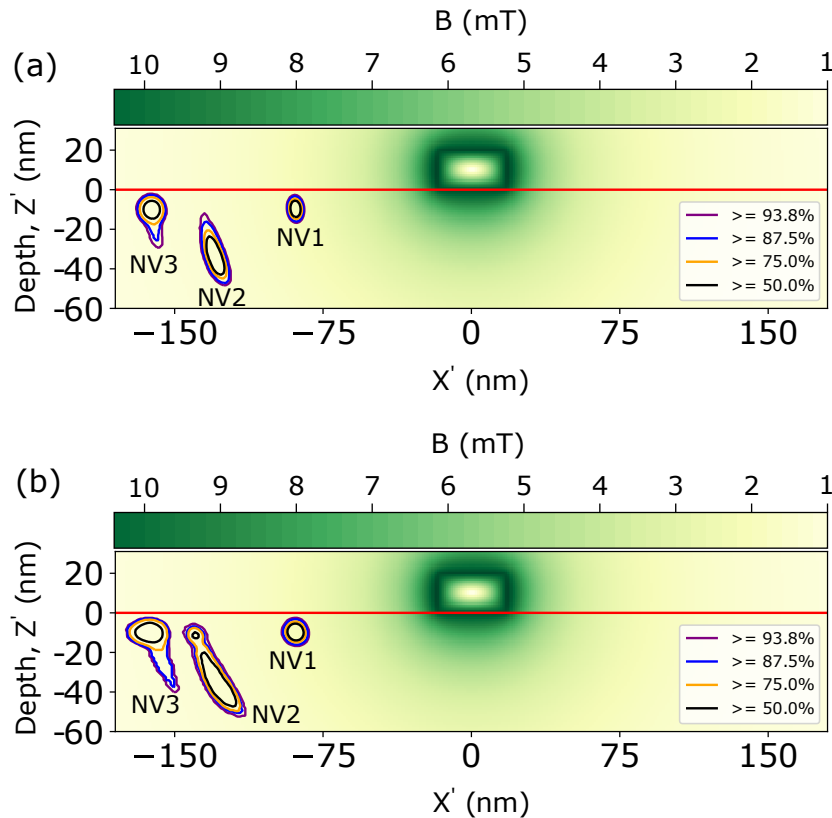 B (mT)
(a)
10 9 8 7 6 5 4 3 2 1
Depth, Z' (nm)
20
0
-20
-40
-60
NV3
NV2
NV1
>= 93.8%
>= 87.5%
>= 75.0%
>= 50.0%
−150 −75 0 75 150
X' (nm)
B (mT)
(b)
10 9 8 7 6 5 4 3 2 1
Depth, Z' (nm)
20
0
-20
-40
-60
NV3
NV2
NV1
>= 93.8%
>= 87.5%
>= 75.0%
>= 50.0%
−150 −75 0 75 150
X' (nm)